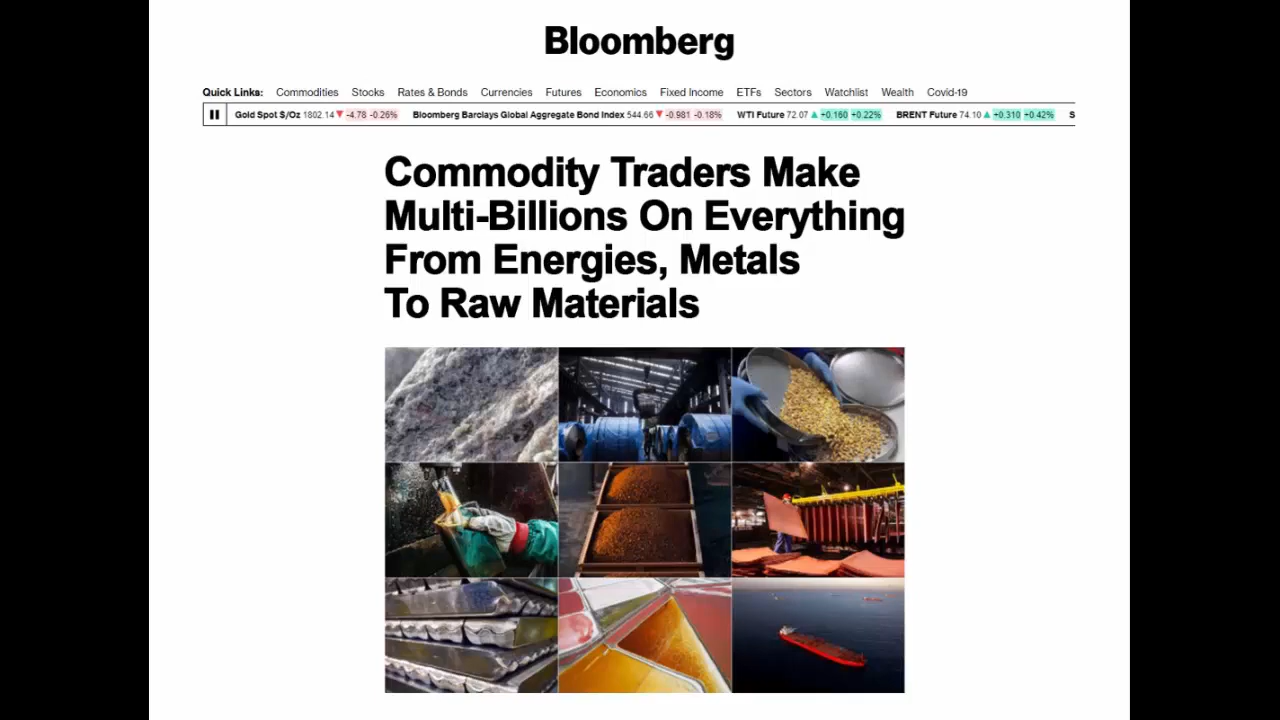 Bloomberg
Quick Links: Commodities Stocks Rates & Bonds Currencies Futures Economics Fixed Income ETFs Sectors Watchlist Wealth Covid-19
Gold Spot $/Oz 1802.14 ▼ -4.78 -0.26% Bloomberg Barclays Global Aggregate Bond Index 544.66 ▼ -0.981 -0.18% WTI Future 72.07 ▲ +0.160 +0.22% BRENT Future 74.10 ▲ +0.310 +0.42% S
Commodity Traders Make
Multi-Billions On Everything
From Energies, Metals
To Raw Materials